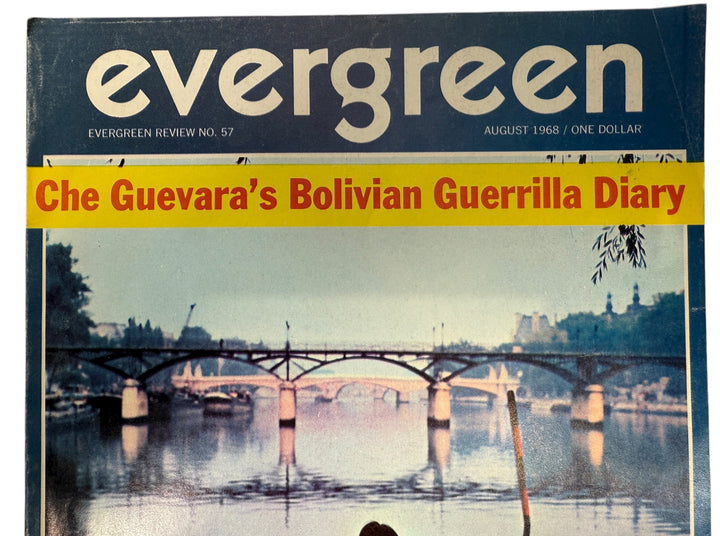 evergreen
EVERGREEN REVIEW NO. 57
AUGUST 1968 / ONE DOLLAR
Che Guevara's Bolivian Guerrilla Diary